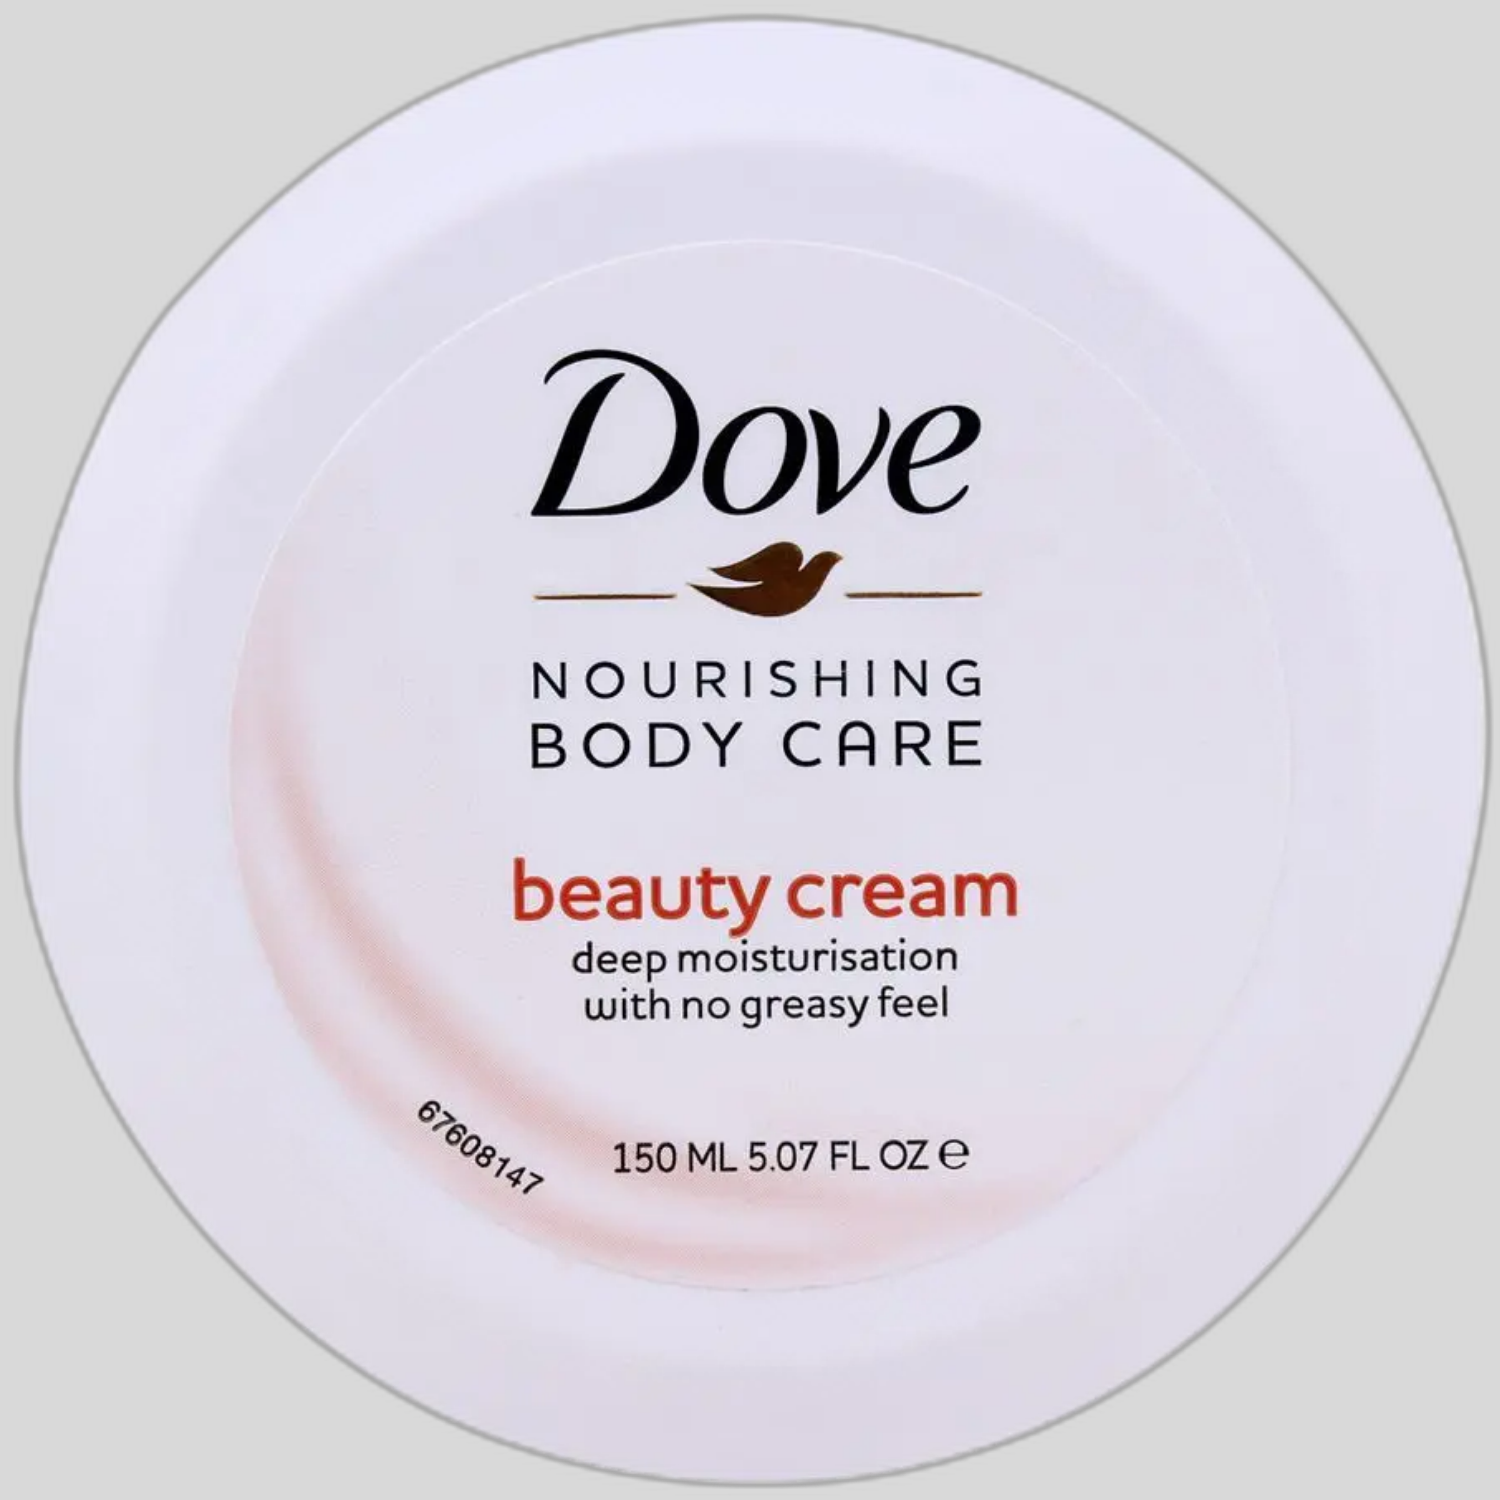 Dove
NOURISHING
BODY CARE
beauty cream
deep moisturisation
with no greasy feel
67608147
150 ML 5.07 FL OZ ℮